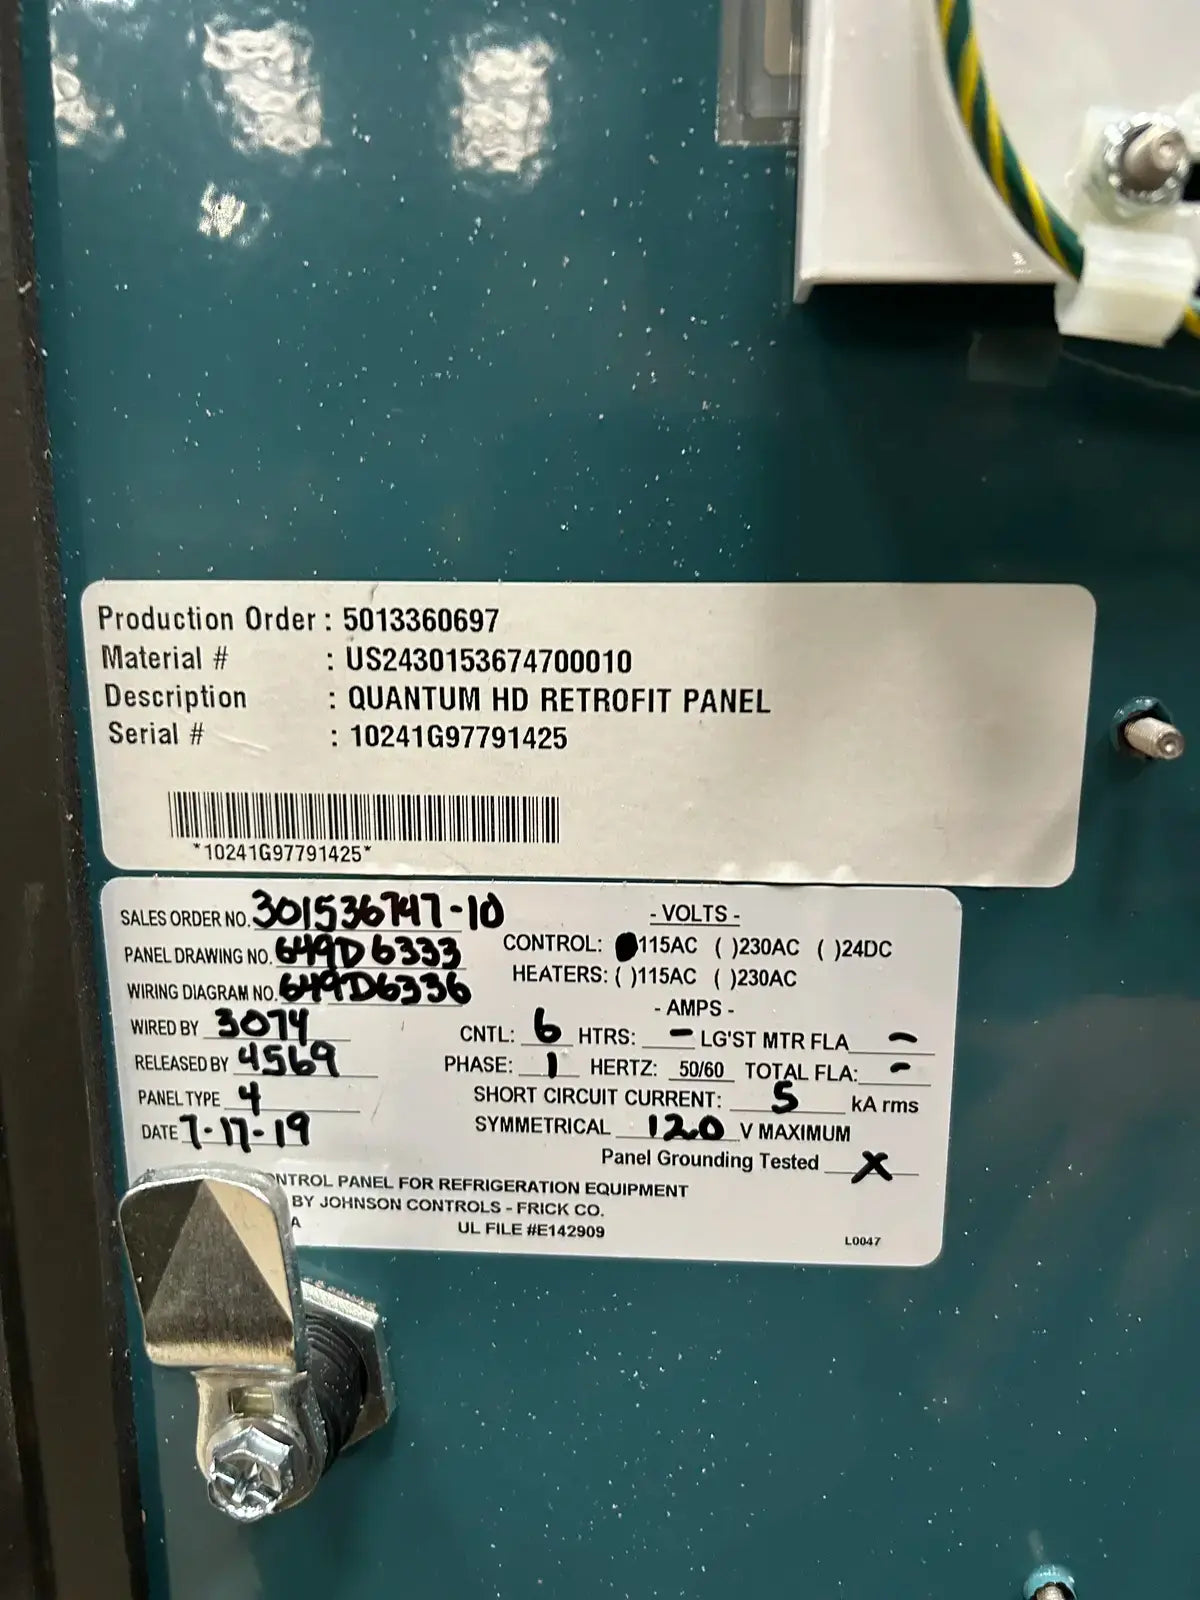 Production Order : 5013360697
Material # : US2430153674700010
Description : QUANTUM HD RETROFIT PANEL
Serial # : 10241G97791425
*10241G97791425*
SALES ORDER NO. 301536747-10
PANEL DRAWING NO. 649D6333
WIRING DIAGRAM NO. 649D6336
WIRED BY 3074
RELEASED BY 4569
PANEL TYPE 4
DATE 7-17-19
- VOLTS -
CONTROL: ( )115AC ( )230AC ( )24DC
HEATERS: ( )115AC ( )230AC
- AMPS -
CNTL: 6 HTRS: - LG'ST MTR FLA -
PHASE: 1 HERTZ: 50/60 TOTAL FLA: -
SHORT CIRCUIT CURRENT: 5 kA rms
SYMMETRICAL 120 V MAXIMUM
Panel Grounding Tested X
PANEL FOR REFRIGERATION EQUIPMENT
BY JOHNSON CONTROLS - FRICK CO.
UL FILE #E142909
L0047